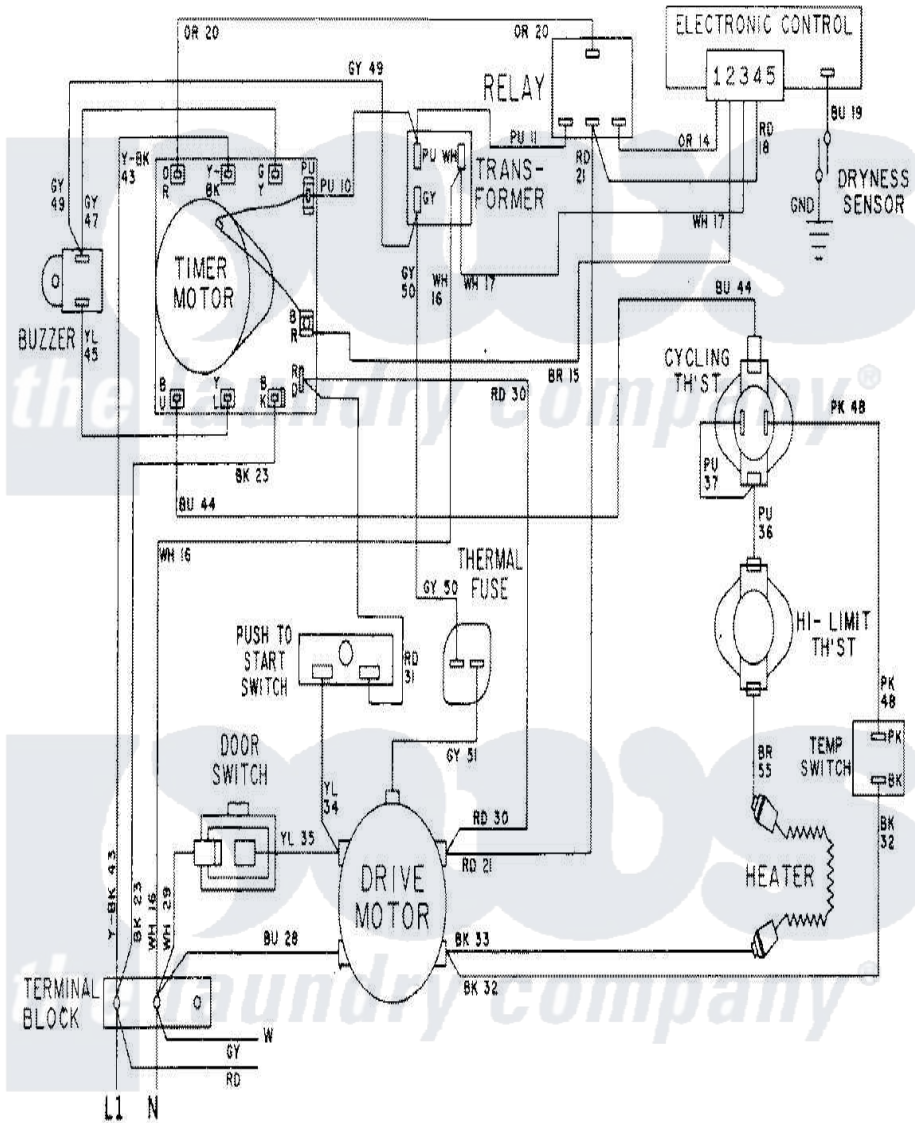 OR 20
OR 20
ELECTRONIC CONTROL
GY 49
RELAY
1 2 3 4 5
BU 19
PU 11
OR 14
RD
18
Y-BK
43
O
R
Y-
BK
G
Y
PU
PU 10
PU
WH
TRANS-
FORMER
RD
21
DRYNESS
SENSOR
GY
49
GY
47
GY
GND
WH 17
TIMER
MOTOR
GY
50
WH
16
WH 17
BU 44
BUZZER
YL
45
B
R
BR 15
CYCLING
TH'ST
R
D
RD 30
B
U
Y
L
B
K
PK 48
BK 23
PU
37
BU 44
PU
36
WH 16
THERMAL
FUSE
GY 50
HI-LIMIT
TH'ST
PUSH TO
START
SWITCH
RD
31
PK
48
GY 51
DOOR
SWITCH
BR
55
TEMP
SWITCH
PK
BK
YL
34
RD 30
BK
32
YL 35
RD 21
DRIVE
MOTOR
HEATER
Y-BK 43
BK 23
WH 16
WH 29
BU 28
BK 33
BK 32
TERMINAL
BLOCK
W
GY
RD
L1
N
the laundry company®
the laundry company®